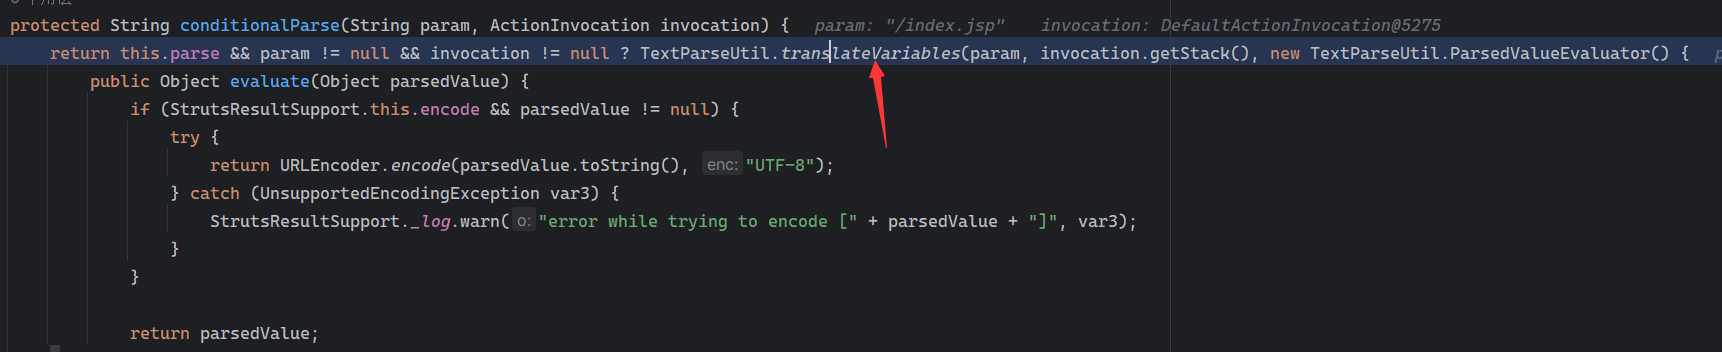 protected String conditionalParse(String param, ActionInvocation invocation) { param: "/index.jsp" invocation: DefaultActionInvocation@5275
return this.parse && param != null && invocation != null ? TextParseUtil.translateVariables(param, invocation.getStack(), new TextParseUtil.ParsedValueEvaluator() {
public Object evaluate(Object parsedValue) {
if (StrutsResultSupport.this.encode && parsedValue != null) {
try {
return URLEncoder.encode(parsedValue.toString(), enc: "UTF-8");
} catch (UnsupportedEncodingException var3) {
StrutsResultSupport._log.warn( o: "error while trying to encode [" + parsedValue + "]", var3);
}
}
return parsedValue;